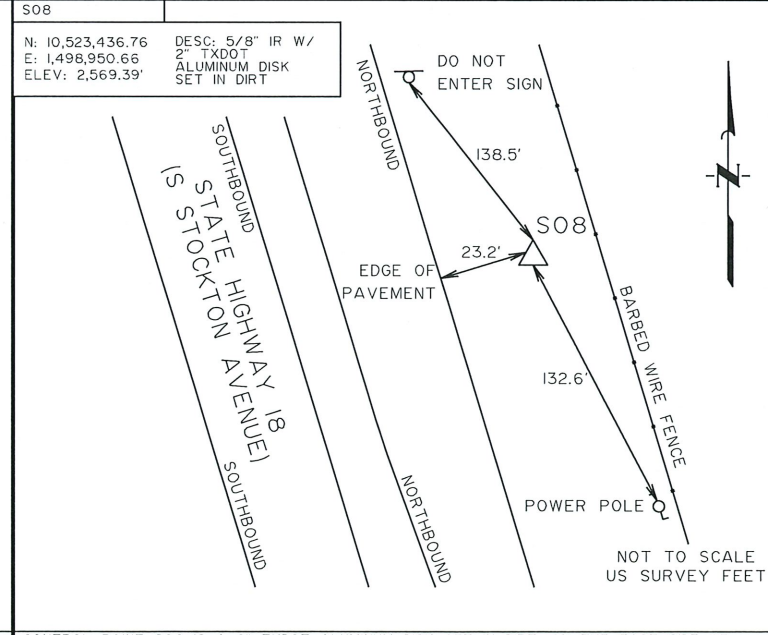 S08
N: 10,523,436.76
E: 1,498,950.66
ELEV: 2,569.39'
DESC: 5/8" IR W/
2" TXDOT
ALUMINUM DISK
SET IN DIRT
DO NOT
ENTER SIGN
NORTHBOUND
SOUTHBOUND
138.5'
N
STATE HIGHWAY 18
(S STOCKTON AVENUE)
S08
23.2'
EDGE OF
PAVEMENT
BARBED WIRE FENCE
132.6'
SOUTHBOUND
NORTHBOUND
POWER POLE
NOT TO SCALE
US SURVEY FEET